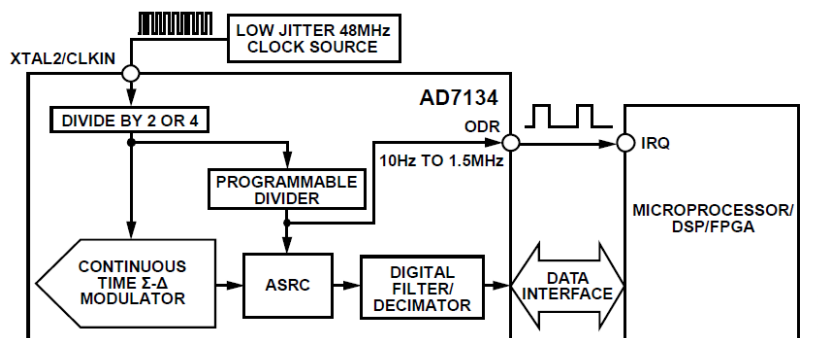 LOW JITTER 48MHz
CLOCK SOURCE
XTAL2/CLKIN
AD7134
DIVIDE BY 2 OR 4
ODR
IRQ
10Hz TO 1.5MHz
PROGRAMMABLE
DIVIDER
MICROPROCESSOR/
DSP/FPGA
CONTINUOUS
TIME Σ-Δ
MODULATOR
ASRC
DIGITAL
FILTER/
DECIMATOR
DATA
INTERFACE